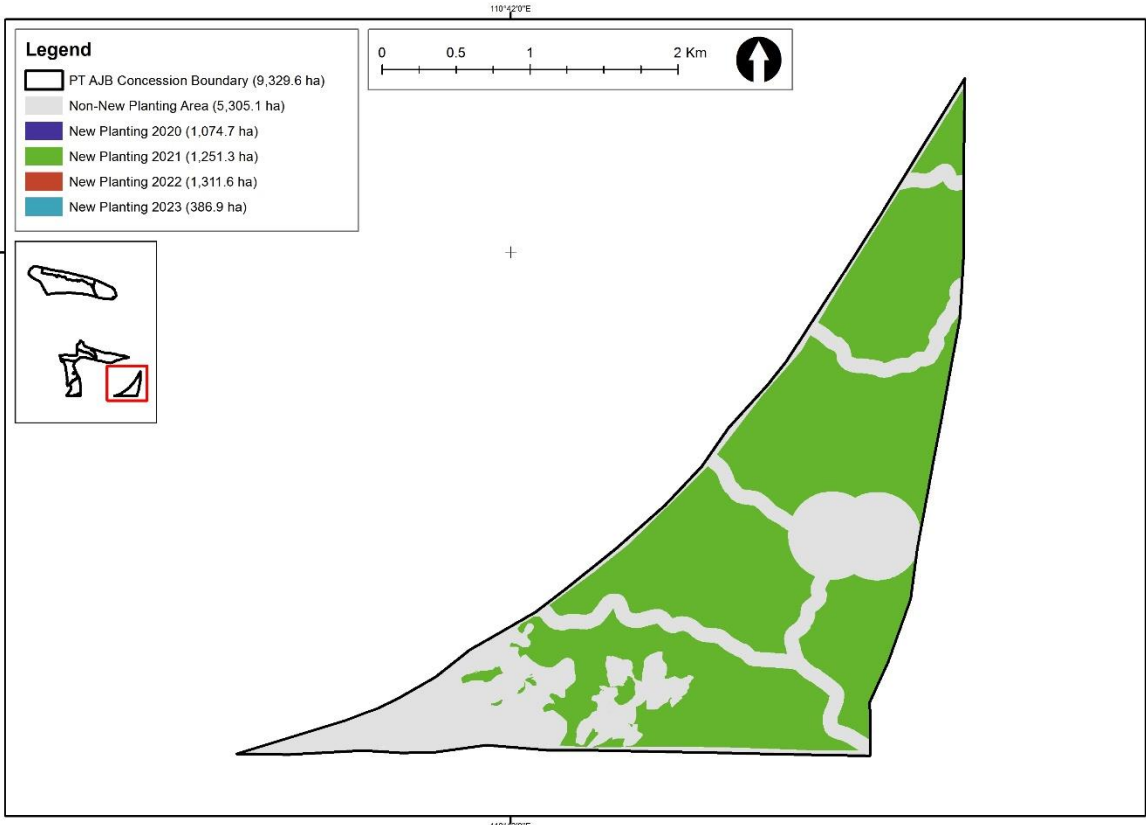 110°42'0"E
Legend
PT AJB Concession Boundary (9,329.6 ha)
Non-New Planting Area (5,305.1 ha)
New Planting 2020 (1,074.7 ha)
New Planting 2021 (1,251.3 ha)
New Planting 2022 (1,311.6 ha)
New Planting 2023 (386.9 ha)
0 0.5 1 2 Km